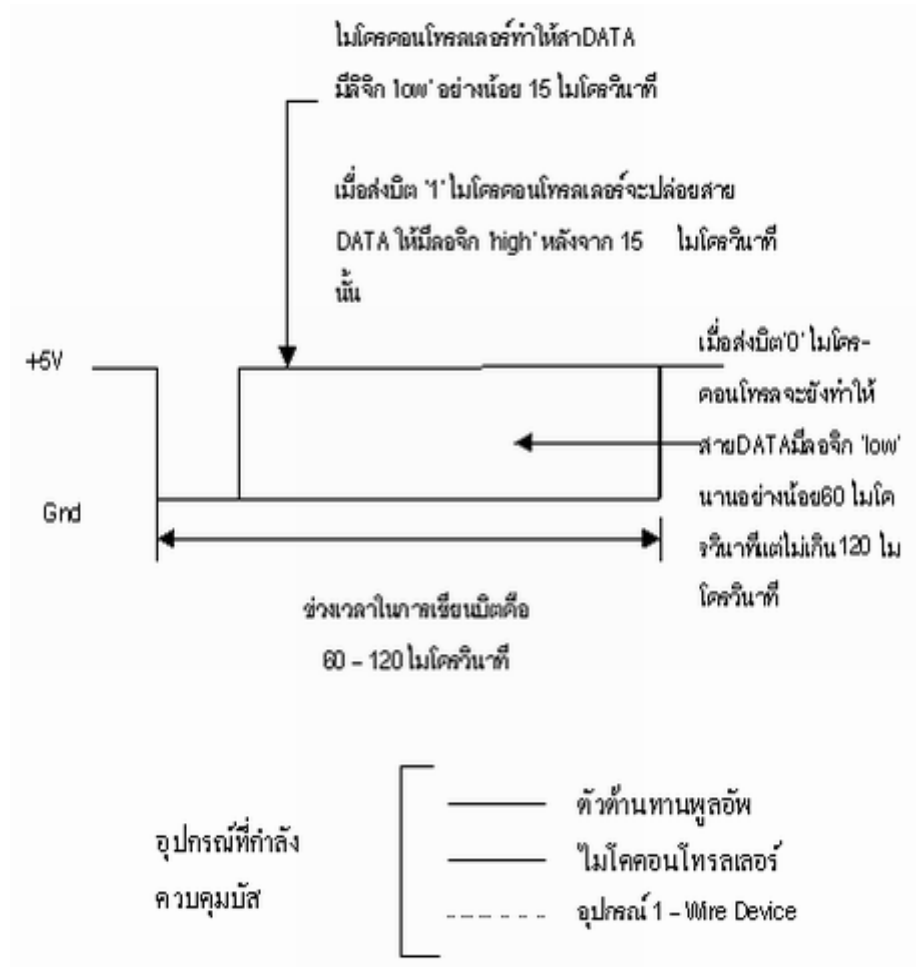 ไมโครคอนโทรลเลอร์ทำให้สาDATA
มีลิจิก 'low' อย่างน้อย 15 ไมโครวินาที
เมื่อส่งบิต '1' ไมโครคอนโทรลเลอร์จะปล่อยสาย
DATA ให้มีลอจิก 'high' หลังจาก 15 ไมโครวินาที
นั้น
+5V
เมื่อส่งบิต'0' ไมโคร-
คอนโทรลจะยังทำให้
สายDATAมีลอจิก 'low'
นานอย่างน้อย60 ไมโค
รวินาทีแต่ไม่เกิน120 ไม
โครวินาที
Gnd
ช่วงเวลาในการเขียนบิตคือ
60 – 120 ไมโครวินาที
อุปกรณ์ที่กำลัง
ควบคุมบัส
ตัวต้านทานพูลอัพ
ไมโคคอนโทรลเลอร์
อุปกรณ์ 1 – Wire Device